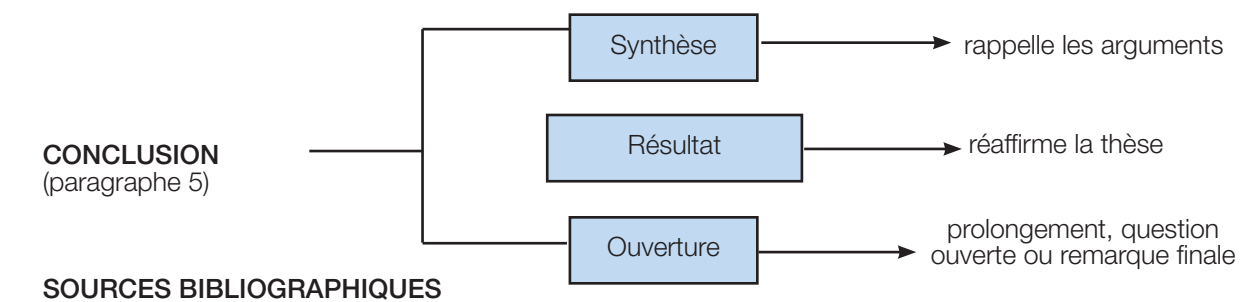 Synthèse
rappelle les arguments
CONCLUSION
(paragraphe 5)
Résultat
réaffirme la thèse
Ouverture
prolongement, question
ouverte ou remarque finale
SOURCES BIBLIOGRAPHIQUES